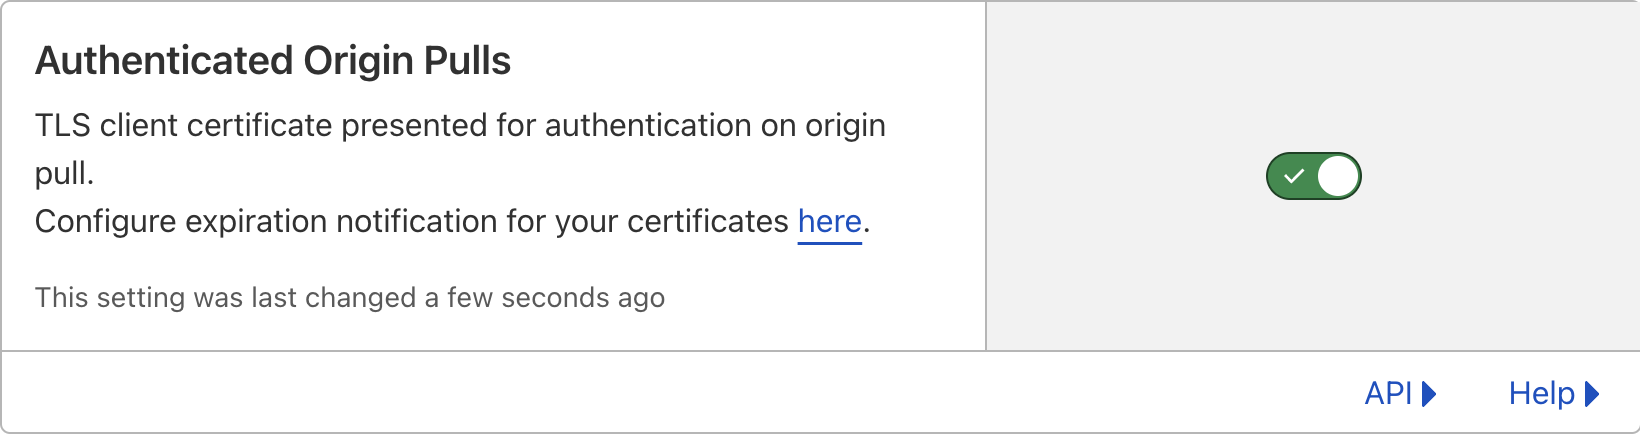 Authenticated Origin Pulls
TLS client certificate presented for authentication on origin
pull.
Configure expiration notification for your certificates here.
This setting was last changed a few seconds ago
API
Help